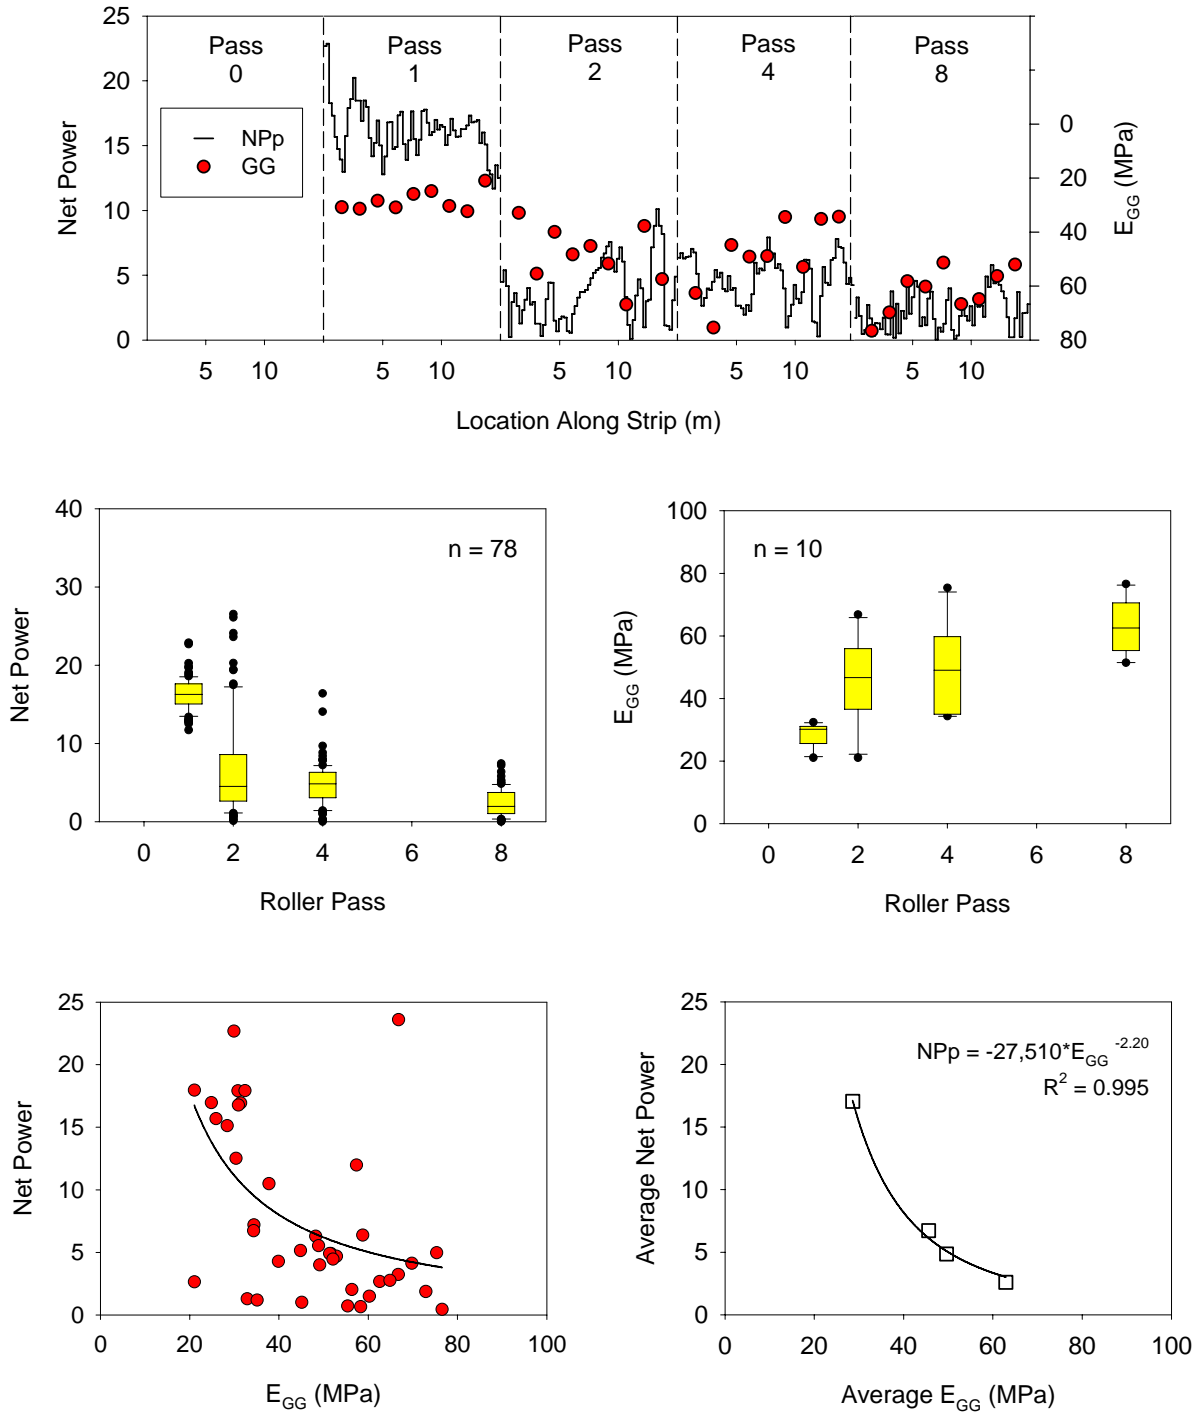 25
20
15
10
5
0
Net Power
Pass
0
Pass
1
Pass
2
Pass
4
Pass
8
NPp
GG
0
20
40
60
80
E_GG (MPa)
5 10 5 10 5 10 5 10 5 10
Location Along Strip (m)
40
30
20
10
0
Net Power
n = 78
0 2 4 6 8
Roller Pass
100
80
60
40
20
0
E_GG (MPa)
n = 10
0 2 4 6 8
Roller Pass
25
20
15
10
5
0
Net Power
0 20 40 60 80 100
E_GG (MPa)
25
20
15
10
5
0
Average Net Power
NPp = -27,510*E_GG ^-2.20
R² = 0.995
0 20 40 60 80 100
Average E_GG (MPa)